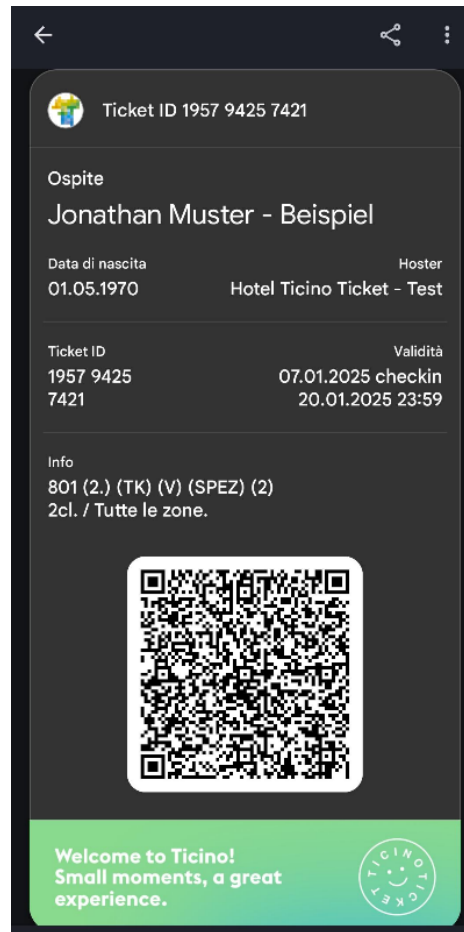 Ticket ID 1957 9425 7421
Ospite
Jonathan Muster - Beispiel
Data di nascita
Hoster
01.05.1970
Hotel Ticino Ticket - Test
Ticket ID
Validità
1957 9425
07.01.2025 checkin
7421
20.01.2025 23:59
Info
801 (2.) (TK) (V) (SPEZ) (2)
2cl. / Tutte le zone.
Welcome to Ticino!
Small moments, a great
experience.
TICINO TICKET